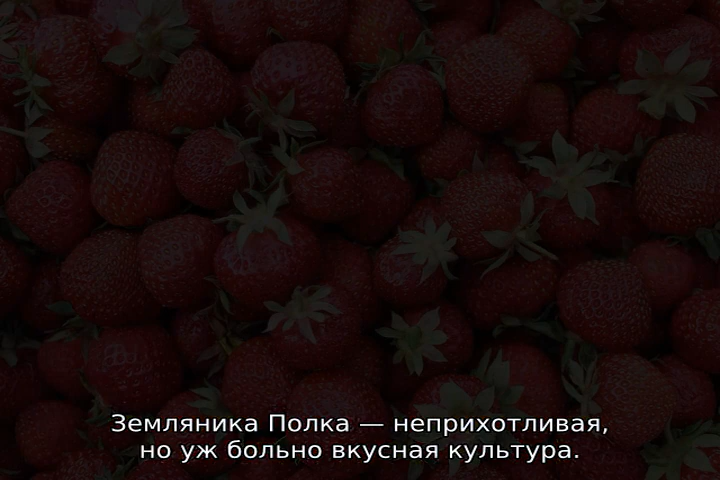 Земляника Полка — неприхотливая,
но уж больно вкусная культура.